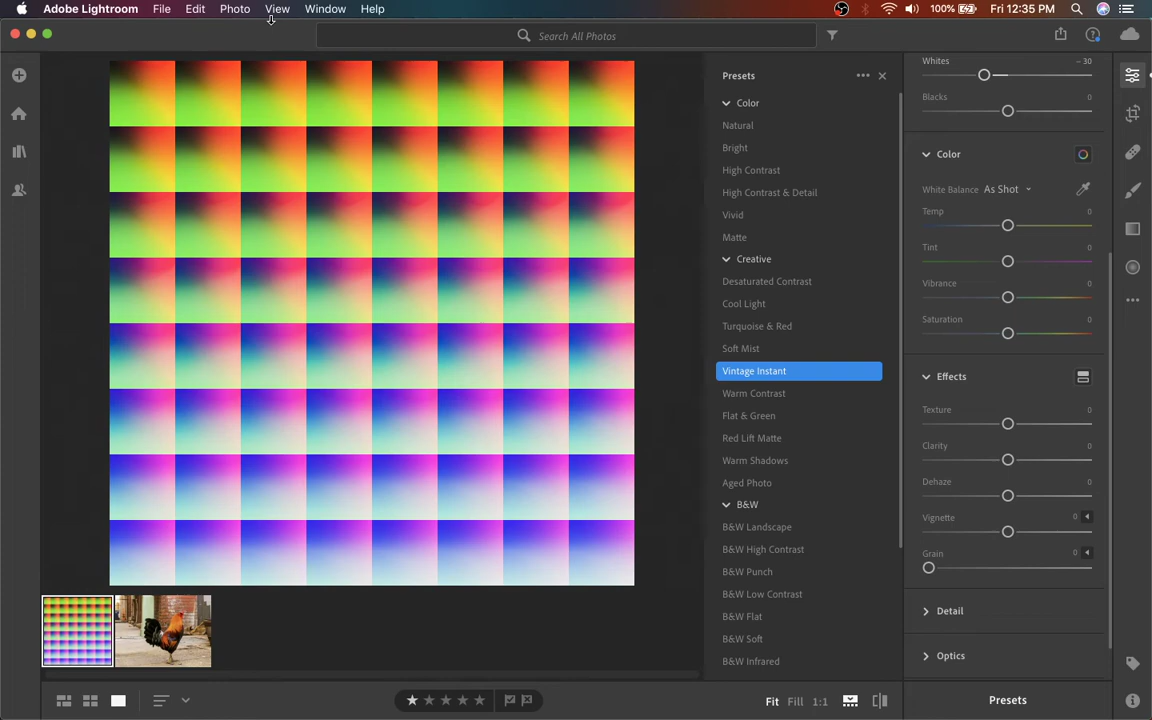 Adobe Lightroom File Edit Photo View Window Help 100% Fri 12:35 PM
Search All Photos
Presets
Color
Natural
Bright
High Contrast
High Contrast & Detail
Vivid
Matte
Creative
Desaturated Contrast
Cool Light
Turquoise & Red
Soft Mist
Vintage Instant
Warm Contrast
Flat & Green
Red Lift Matte
Warm Shadows
Aged Photo
B&W
B&W Landscape
B&W High Contrast
B&W Punch
B&W Low Contrast
B&W Flat
B&W Soft
B&W Infrared
Whites – 30
Blacks 0
Color
White Balance As Shot
Temp 0
Tint 0
Vibrance 0
Saturation 0
Effects
Texture 0
Clarity 0
Dehaze 0
Vignette 0
Grain 0
Detail
Optics
Fit Fill 1:1
Presets